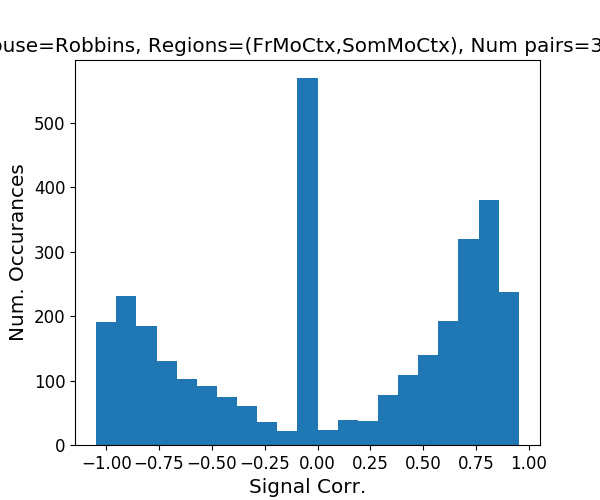 ouse=Robbins, Regions=(FrMoCtx,SomMoCtx), Num pairs=3
500
400
300
200
100
0
Num. Occurances
−1.00 −0.75 −0.50 −0.25 0.00 0.25 0.50 0.75 1.00
Signal Corr.